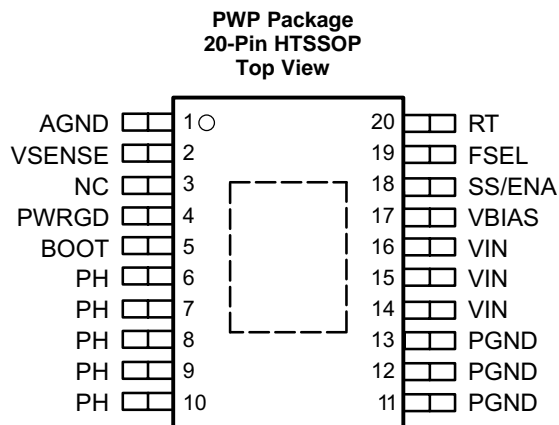 PWP Package
20-Pin HTSSOP
Top View
AGND 1 20 RT
VSENSE 2 19 FSEL
NC 3 18 SS/ENA
PWRGD 4 17 VBIAS
BOOT 5 16 VIN
PH 6 15 VIN
PH 7 14 VIN
PH 8 13 PGND
PH 9 12 PGND
PH 10 11 PGND